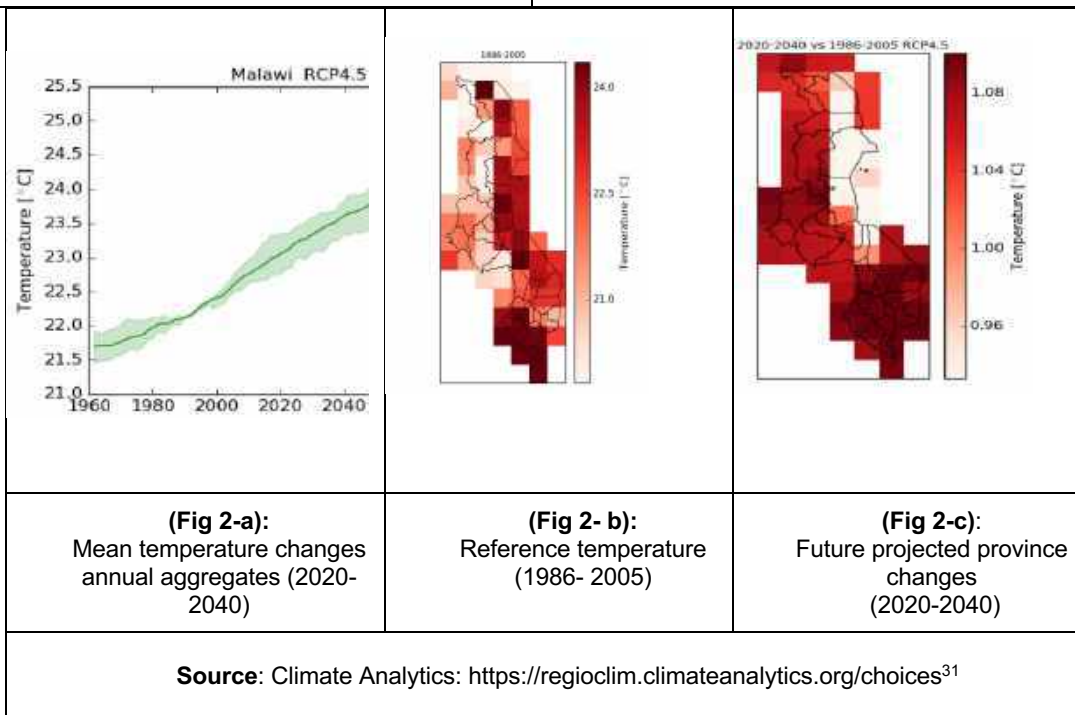 Malawi RCP4.5
25.5
25.0
24.5
24.0
23.5
23.0
22.5
22.0
21.5
21.0
Temperature [°C]
1960 1980 2000 2020 2040
1986-2005
24.0
22.5
21.0
Temperature [°C]
2020-2040 vs 1986-2005 RCP4.5
1.08
1.04
1.00
0.96
Temperature [°C]
(Fig 2-a):
Mean temperature changes
annual aggregates (2020-
2040)
(Fig 2- b):
Reference temperature
(1986- 2005)
(Fig 2-c):
Future projected province
changes
(2020-2040)
Source: Climate Analytics: https://regioclim.climateanalytics.org/choices³¹